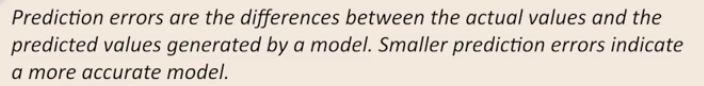 Prediction errors are the differences between the actual values and the
predicted values generated by a model. Smaller prediction errors indicate
a more accurate model.